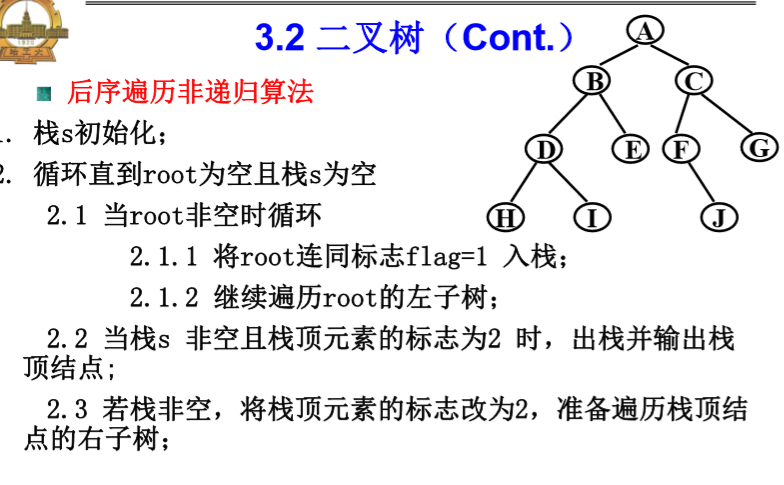 3.2 二叉树（Cont.）
后序遍历非递归算法
. 栈s初始化；
2. 循环直到root为空且栈s为空
2.1 当root非空时循环
2.1.1 将root连同标志flag=1 入栈；
2.1.2 继续遍历root的左子树；
2.2 当栈s 非空且栈顶元素的标志为2 时，出栈并输出栈
顶结点；
2.3 若栈非空，将栈顶元素的标志改为2，准备遍历栈顶结
点的右子树；
A
B C
D E F G
H I J